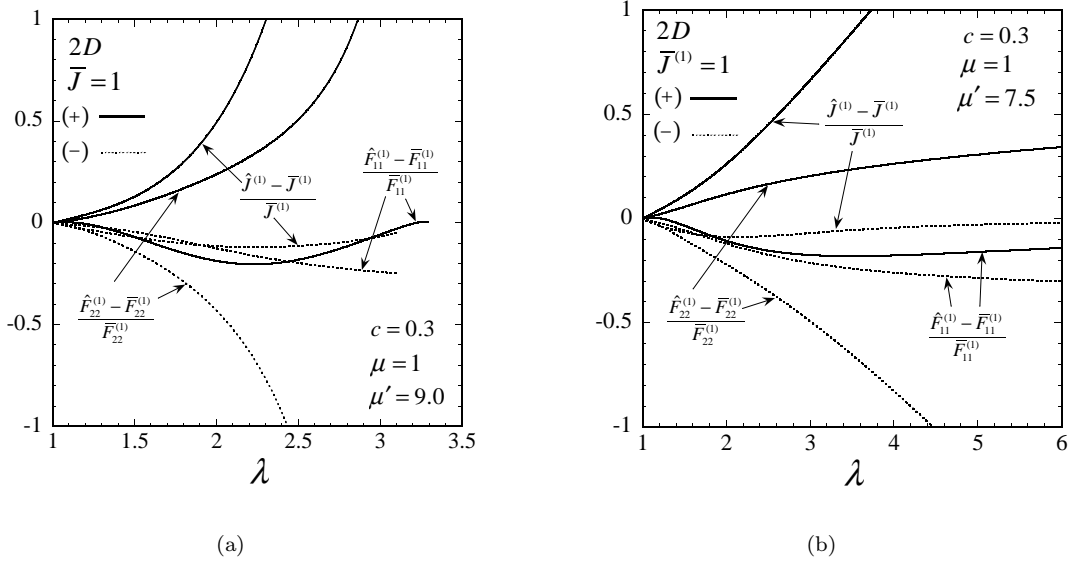 1
0.5
0
-0.5
-1
1
1.5
2
2.5
3
3.5
λ
2D
J̅ = 1
(+)
(−)
Ĵ⁽¹⁾ − J̅⁽¹⁾
J̅⁽¹⁾
F̂₁₁⁽¹⁾ − F̅₁₁⁽¹⁾
F̅₁₁⁽¹⁾
F̂₂₂⁽¹⁾ − F̅₂₂⁽¹⁾
F̅₂₂⁽¹⁾
c = 0.3
μ = 1
μ' = 9.0
(a)
1
0.5
0
-0.5
-1
1
2
3
4
5
6
λ
2D
J̅⁽¹⁾ = 1
(+)
(−)
c = 0.3
μ = 1
μ' = 7.5
Ĵ⁽¹⁾ − J̅⁽¹⁾
J̅⁽¹⁾
F̂₂₂⁽¹⁾ − F̅₂₂⁽¹⁾
F̅₂₂⁽¹⁾
F̂₁₁⁽¹⁾ − F̅₁₁⁽¹⁾
F̅₁₁⁽¹⁾
(b)